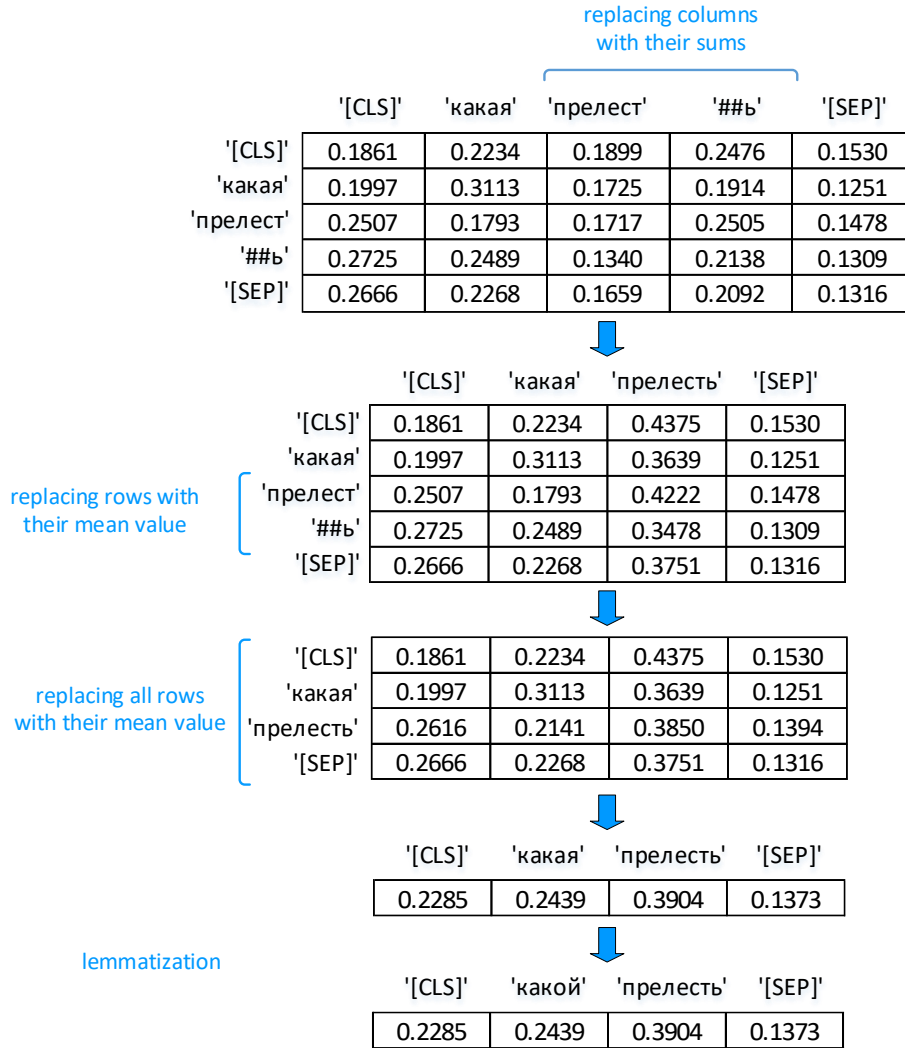 replacing columns
with their sums
'[CLS]' 'какая' 'прелест' '##ь' '[SEP]'
'[CLS]' 0.1861 0.2234 0.1899 0.2476 0.1530
'какая' 0.1997 0.3113 0.1725 0.1914 0.1251
'прелест' 0.2507 0.1793 0.1717 0.2505 0.1478
'##ь' 0.2725 0.2489 0.1340 0.2138 0.1309
'[SEP]' 0.2666 0.2268 0.1659 0.2092 0.1316
'[CLS]' 'какая' 'прелесть' '[SEP]'
'[CLS]' 0.1861 0.2234 0.4375 0.1530
'какая' 0.1997 0.3113 0.3639 0.1251
replacing rows with
their mean value
'прелест' 0.2507 0.1793 0.4222 0.1478
'##ь' 0.2725 0.2489 0.3478 0.1309
'[SEP]' 0.2666 0.2268 0.3751 0.1316
replacing all rows
with their mean value
'[CLS]' 0.1861 0.2234 0.4375 0.1530
'какая' 0.1997 0.3113 0.3639 0.1251
'прелесть' 0.2616 0.2141 0.3850 0.1394
'[SEP]' 0.2666 0.2268 0.3751 0.1316
'[CLS]' 'какая' 'прелесть' '[SEP]'
0.2285 0.2439 0.3904 0.1373
lemmatization
'[CLS]' 'какой' 'прелесть' '[SEP]'
0.2285 0.2439 0.3904 0.1373